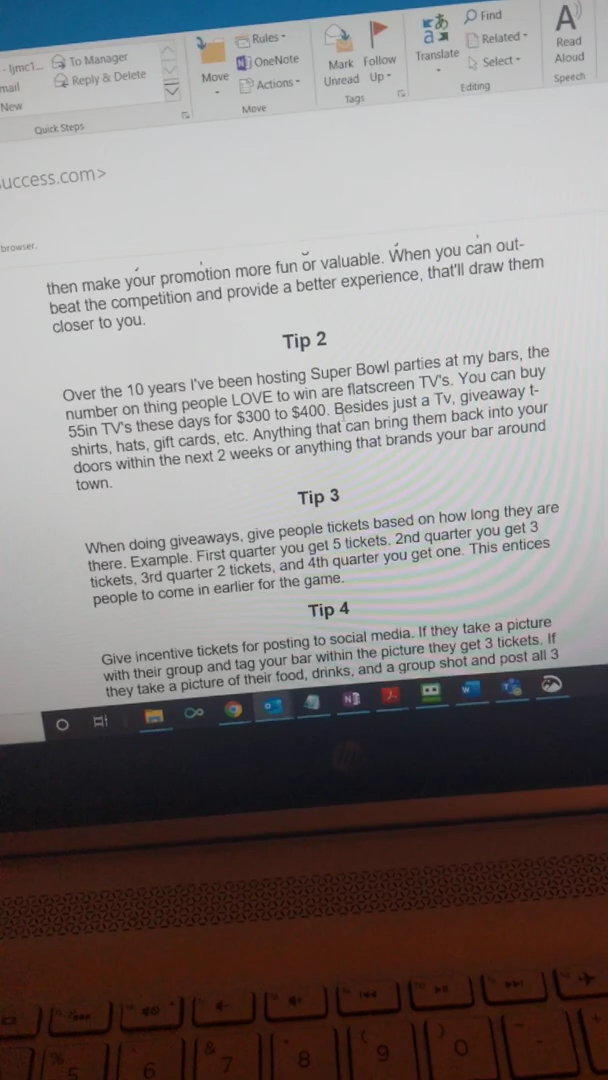 - ljmc1... To Manager
mail Reply & Delete
New
Quick Steps
Move
Rules
OneNote
Actions
Move
Mark Unread
Follow Up
Tags
Translate
Find
Related
Select
Editing
Read Aloud
Speech
uccess.com>
browser.
then make your promotion more fun or valuable. When you can out-
beat the competition and provide a better experience, that'll draw them
closer to you.
Tip 2
Over the 10 years I've been hosting Super Bowl parties at my bars, the
number on thing people LOVE to win are flatscreen TV's. You can buy
55in TV's these days for $300 to $400. Besides just a Tv, giveaway t-
shirts, hats, gift cards, etc. Anything that can bring them back into your
doors within the next 2 weeks or anything that brands your bar around
town.
Tip 3
When doing giveaways, give people tickets based on how long they are
there. Example. First quarter you get 5 tickets. 2nd quarter you get 3
tickets, 3rd quarter 2 tickets, and 4th quarter you get one. This entices
people to come in earlier for the game.
Tip 4
Give incentive tickets for posting to social media. If they take a picture
with their group and tag your bar within the picture they get 3 tickets. If
they take a picture of their food, drinks, and a group shot and post all 3
hp
% 5 6 & 7 8 ( 9 ) 0 - +